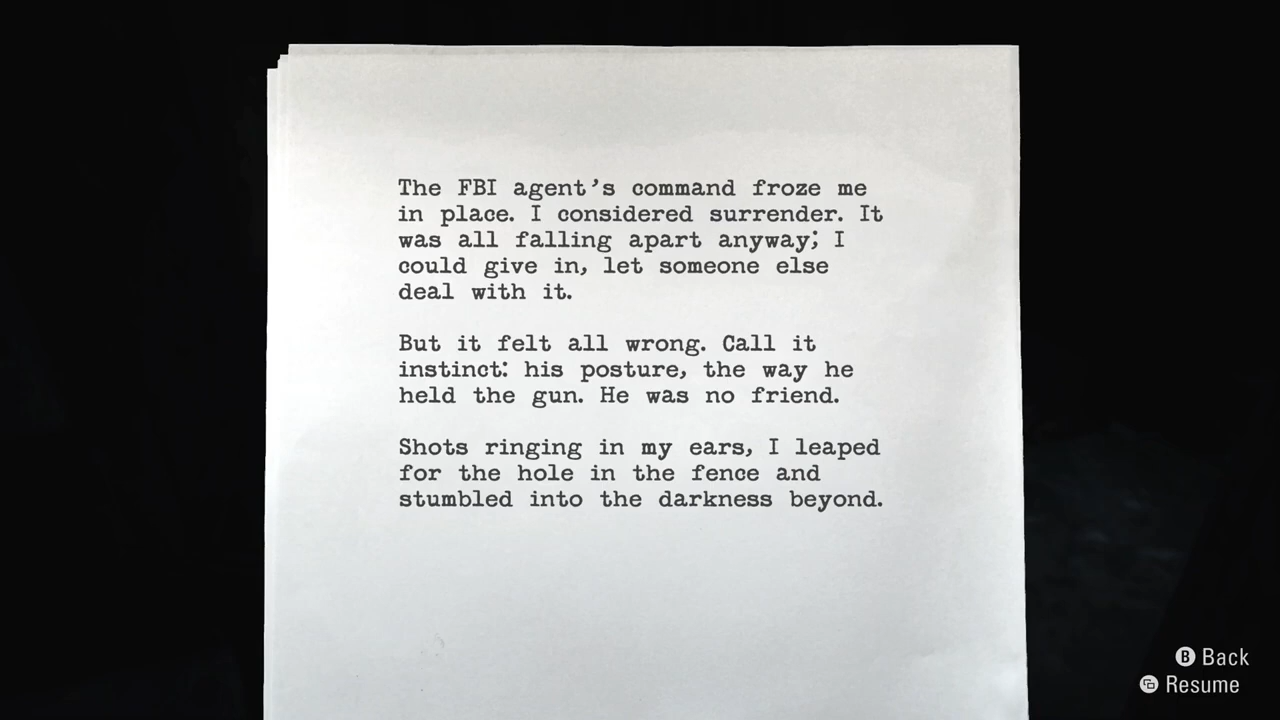 The FBI agent’s command froze me
in place. I considered surrender. It
was all falling apart anyway; I
could give in, let someone else
deal with it.
But it felt all wrong. Call it
instinct: his posture, the way he
held the gun. He was no friend.
Shots ringing in my ears, I leaped
for the hole in the fence and
stumbled into the darkness beyond.
B Back
Resume